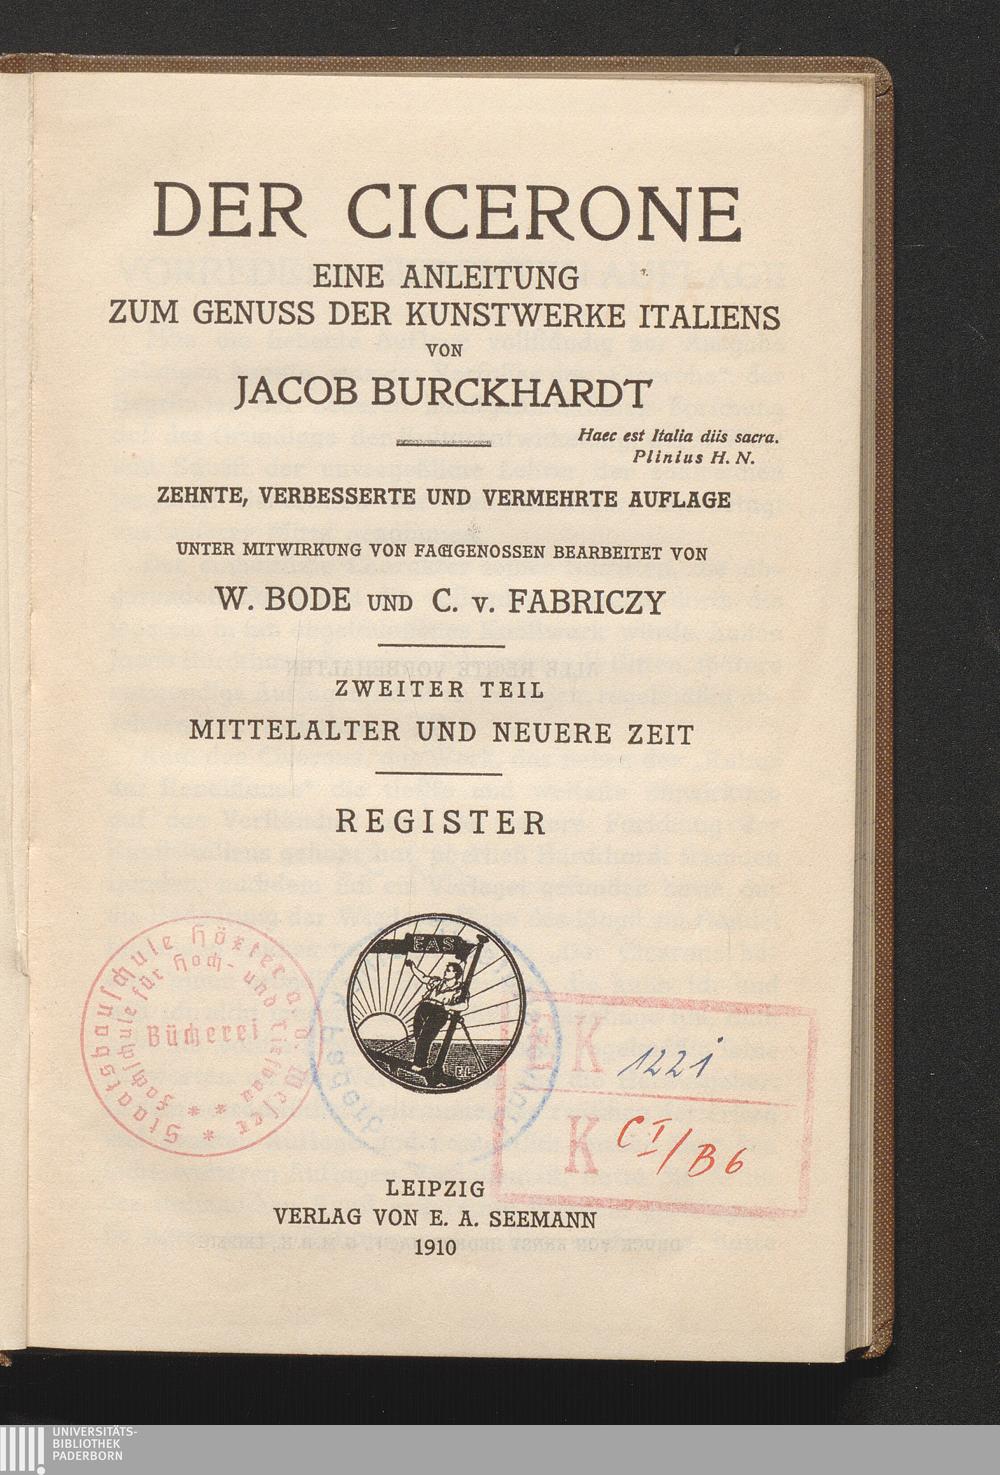 DER CICERONE
EINE ANLEITUNG
ZUM GENUSS DER KUNSTWERKE ITALIENS
VON
JACOB BURCKHARDT
Haec est Italia diis sacra.
Plinius H. N.
ZEHNTE, VERBESSERTE UND VERMEHRTE AUFLAGE
UNTER MITWIRKUNG VON FACHGENOSSEN BEARBEITET VON
W. BODE UND C. v. FABRICZY
ZWEITER TEIL
MITTELALTER UND NEUERE ZEIT
REGISTER
EAS
Staatsbauschule Höxter a. d. Weser
Fachschule für Hoch- und Tiefbau
Bücherei
K 1221
K CI/B6
LEIPZIG
VERLAG VON E. A. SEEMANN
1910
UNIVERSITÄTS-
BIBLIOTHEK
PADERBORN